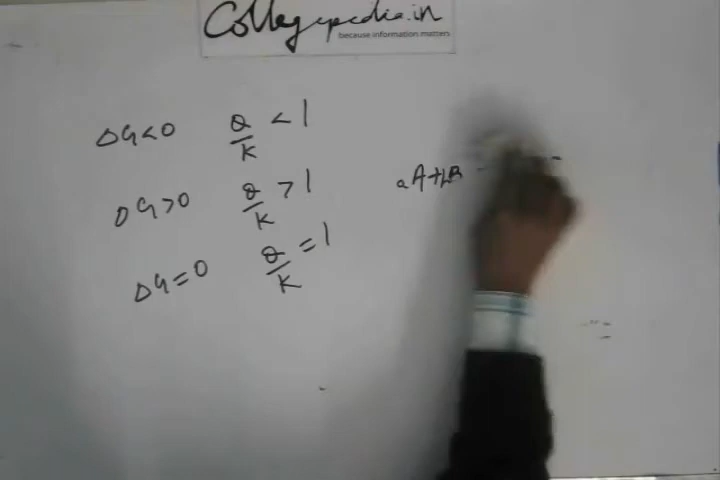 Collegepedia.in
because information matters
ΔG<0 Q/K < 1
ΔG>0 Q/K > 1
ΔG=0 Q/K = 1
aA+bB